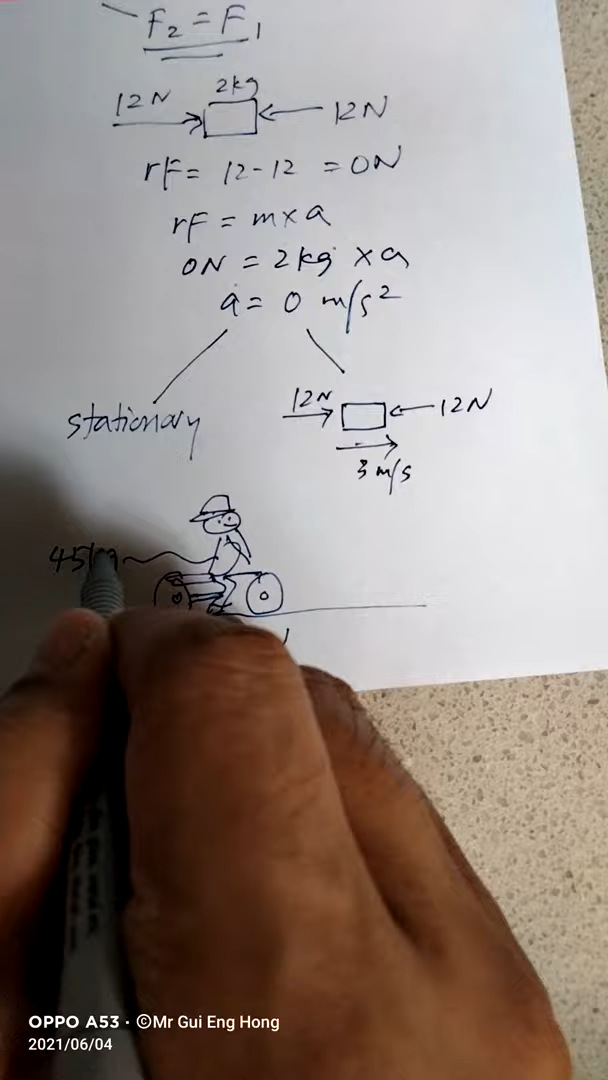 F₂ = F₁
2kg
12N 12N
rF = 12 - 12 = 0N
rF = m x a
0N = 2kg x a
a = 0 m/s²
stationary
12N 12N
3 m/s
45kg
OPPO A53 · ©Mr Gui Eng Hong
2021/06/04